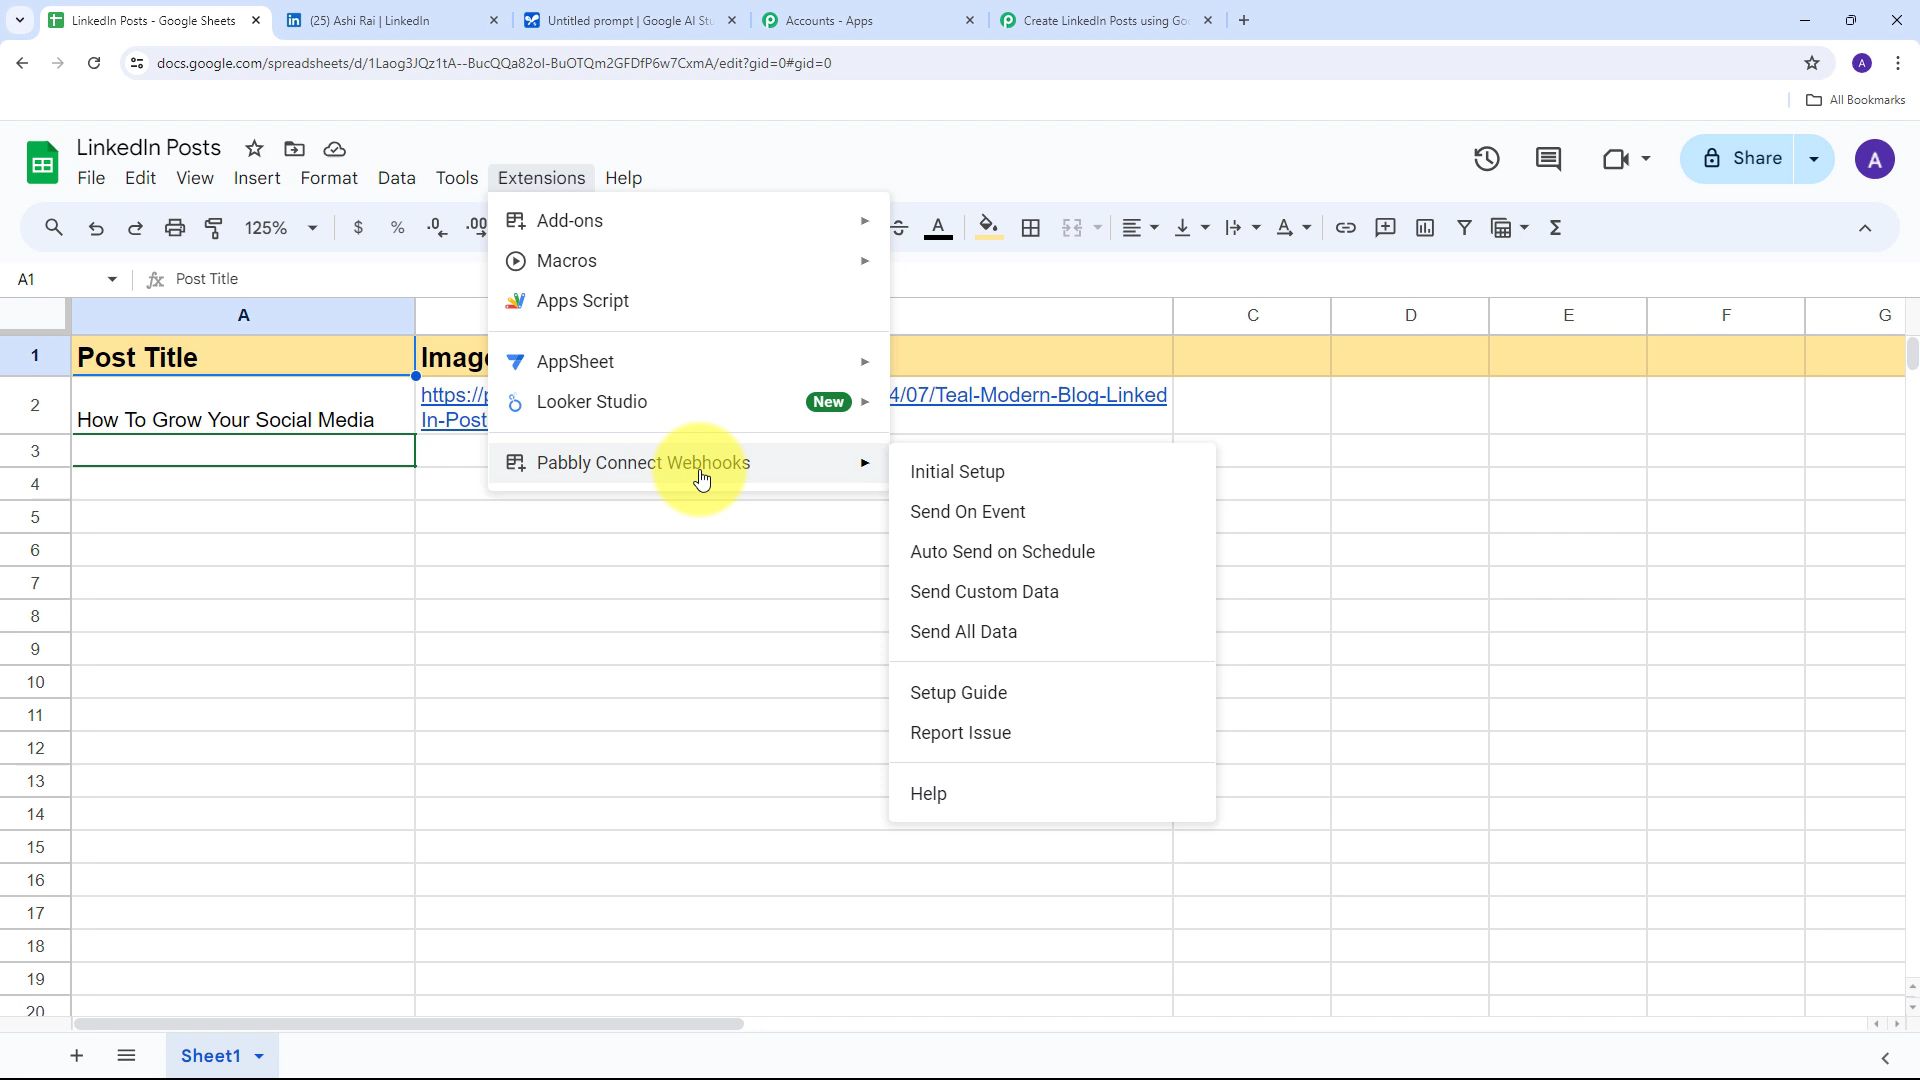 LinkedIn Posts - Google Sheets
(25) Ashi Rai | LinkedIn
Untitled prompt | Google AI Stu
Accounts - Apps
Create LinkedIn Posts using Goo
docs.google.com/spreadsheets/d/1Laog3JQz1tA--BucQQa82ol-BuOTQm2GFDfP6w7CxmA/edit?gid=0#gid=0
A
All Bookmarks
LinkedIn Posts
Share
A
File Edit View Insert Format Data Tools Extensions Help
125% $ % .0 .00
A1
Post Title
A C D E F G
1 Post Title Image
2 How To Grow Your Social Media
https://p 4/07/Teal-Modern-Blog-Linked
In-Post
3
4
5
6
7
8
9
10
11
12
13
14
15
16
17
18
19
20
Add-ons
Macros
Apps Script
AppSheet
Looker Studio New
Pabbly Connect Webhooks
Initial Setup
Send On Event
Auto Send on Schedule
Send Custom Data
Send All Data
Setup Guide
Report Issue
Help
Sheet1